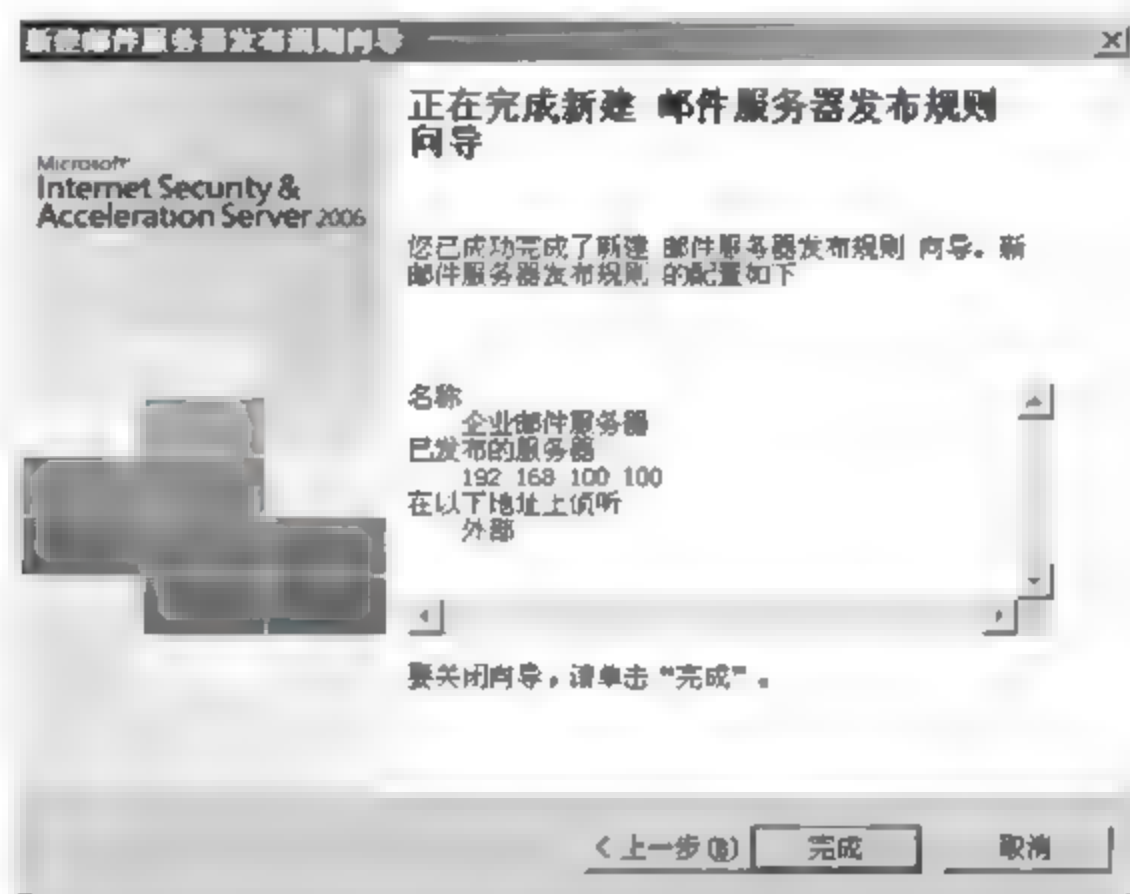 新建邮件服务器发布规则向导
正在完成新建 邮件服务器发布规则
向导
Microsoft
Internet Security &
Acceleration Server 2006
您已成功完成了新建 邮件服务器发布规则 向导。新
邮件服务器发布规则 的配置如下
名称
企业邮件服务器
已发布的服务器
192 168 100 100
在以下地址上侦听
外部
要关闭向导，请单击“完成”。
< 上一步(B)
完成
取消